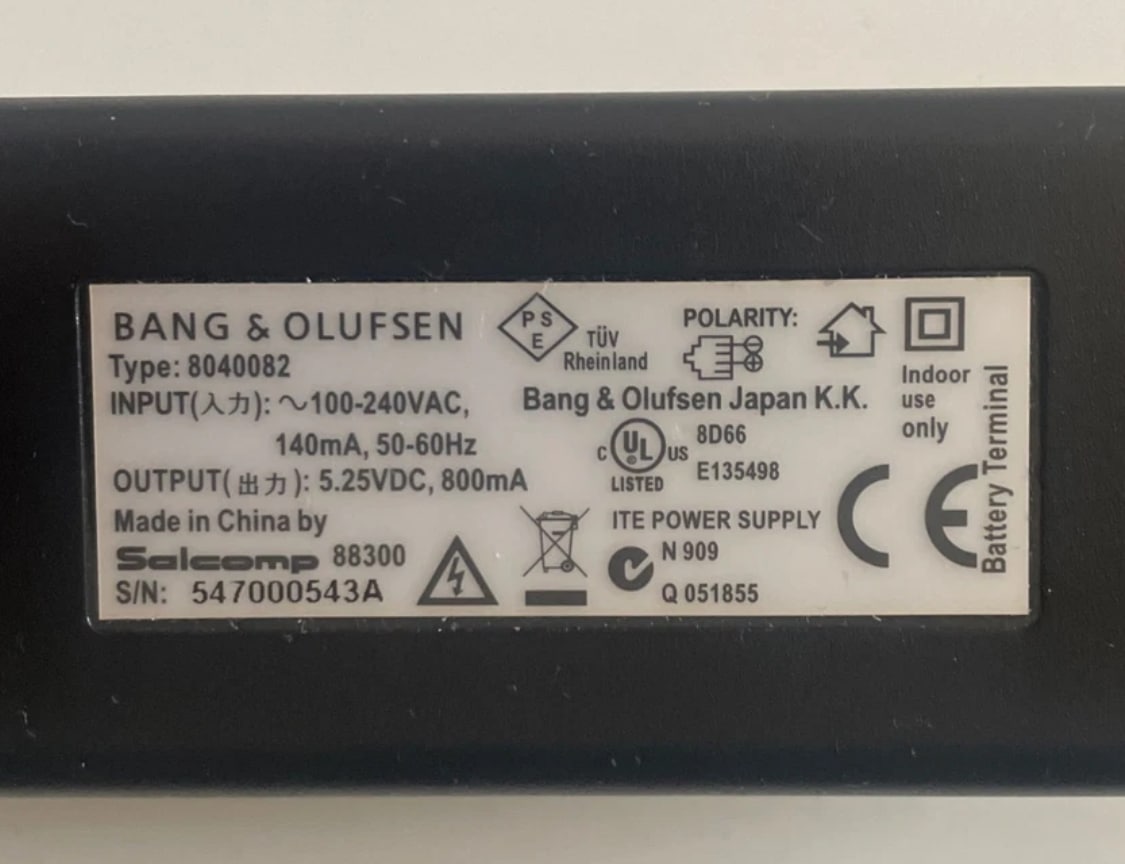 BANG & OLUFSEN
Type: 8040082
INPUT(入力): ～100-240VAC,
140mA, 50-60Hz
OUTPUT(出力): 5.25VDC, 800mA
Made in China by
Salcomp 88300
S/N: 547000543A
P S
E
TÜV
Rheinland
POLARITY:
Bang & Olufsen Japan K.K.
C UL US
LISTED
8D66
E135498
ITE POWER SUPPLY
N 909
Q 051855
Indoor
use
only
CE
Battery Terminal